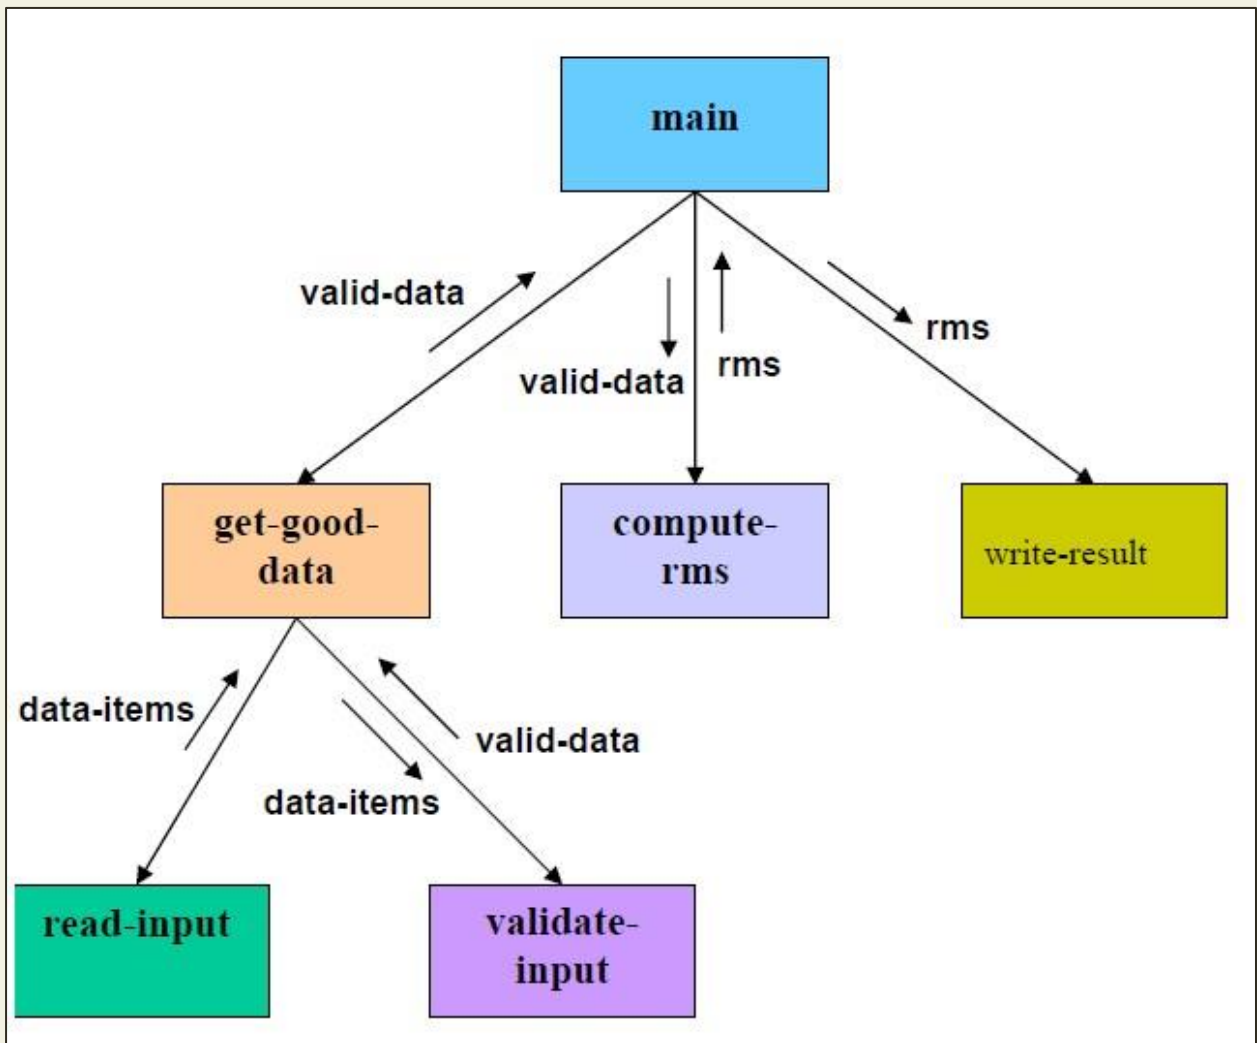 main
valid-data
rms
rms
valid-data
get-good-
data
compute-
rms
write-result
data-items
valid-data
data-items
read-input
validate-
input